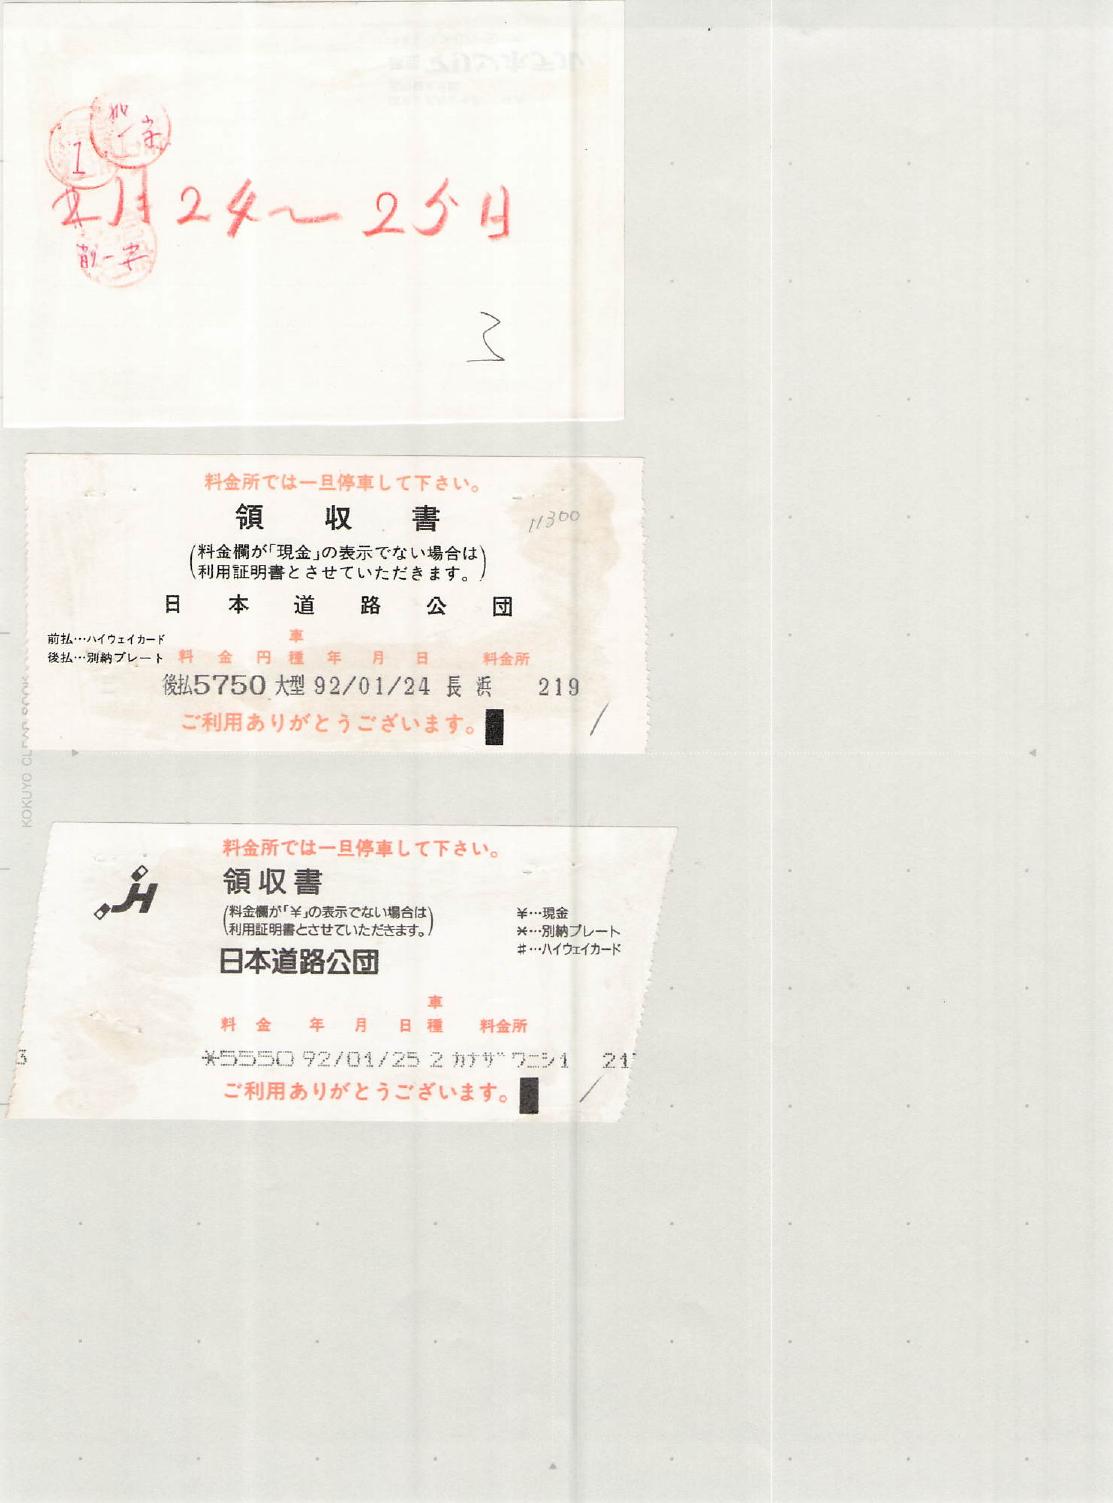 1
月24〜25日
3
料金所では一旦停車して下さい。
領収書
11300
(料金欄が「現金」の表示でない場合は
利用証明書とさせていただきます。)
日本道路公団
前払…ハイウェイカード
後払…別納プレート
料金円 車種 年 月 日 料金所
後払5750 大型 92/01/24 長浜 219
ご利用ありがとうございます。
KOKUYO
料金所では一旦停車して下さい。
JH
領収書
(料金欄が「¥」の表示でない場合は
利用証明書とさせていただきます。)
¥…現金
*…別納プレート
#…ハイウェイカード
日本道路公団
料金 年 月 日 車種 料金所
3 *5550 92/01/25 2 カナザワニシ1 21
ご利用ありがとうございます。